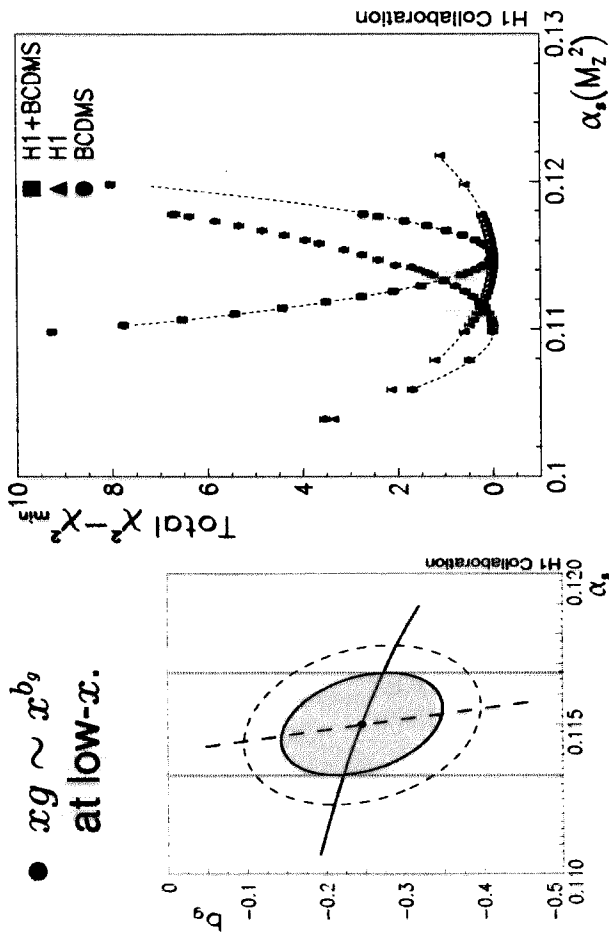 ● xg ~ x^{b_g}
at low-x.
b_g
0
-0.1
-0.2
-0.3
-0.4
-0.5
0.110
0.115
0.120
α_s
H1 Collaboration
Total χ²-χ²_min
10
8
6
4
2
0
0.1
0.11
0.12
0.13
α_s(M_Z²)
■ H1+BCDMS
▲ H1
● BCDMS
H1 Collaboration